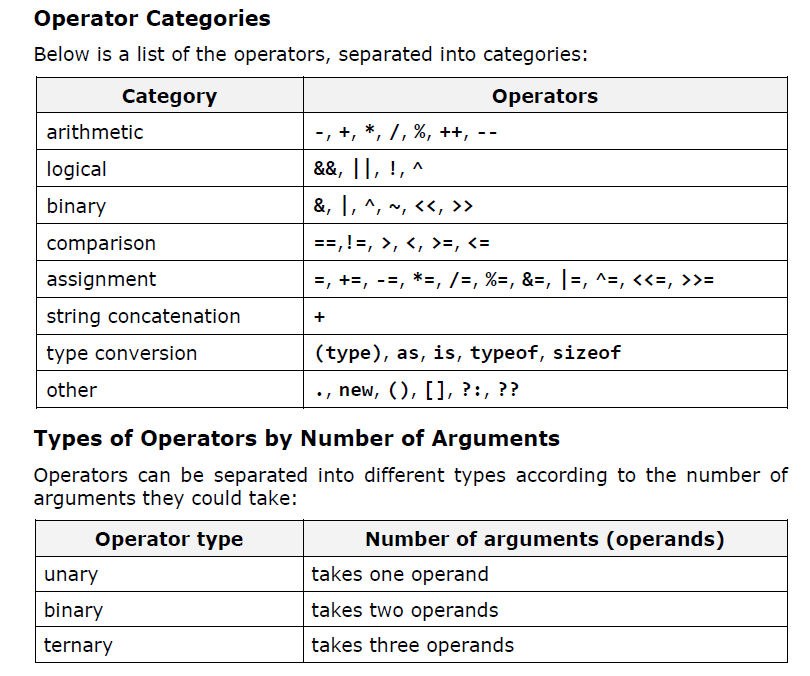 Operator Categories
Below is a list of the operators, separated into categories:
Category Operators
arithmetic -, +, *, /, %, ++, --
logical &&, ||, !, ^
binary &, |, ^, ~, <<, >>
comparison ==,!=, >, <, >=, <=
assignment =, +=, -=, *=, /=, %=, &=, |=, ^=, <<=, >>=
string concatenation +
type conversion (type), as, is, typeof, sizeof
other ., new, (), [], ?:, ??
Types of Operators by Number of Arguments
Operators can be separated into different types according to the number of
arguments they could take:
Operator type Number of arguments (operands)
unary takes one operand
binary takes two operands
ternary takes three operands